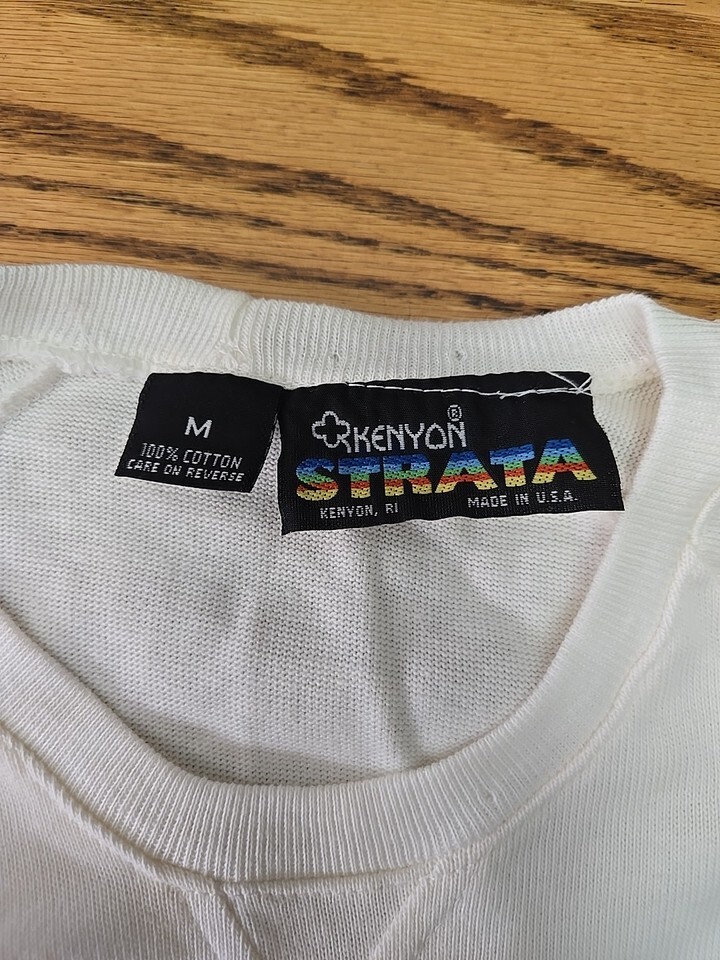 M
100% COTTON
CARE ON REVERSE
KENYON®
STRATA
KENYON, RI MADE IN U.S.A.